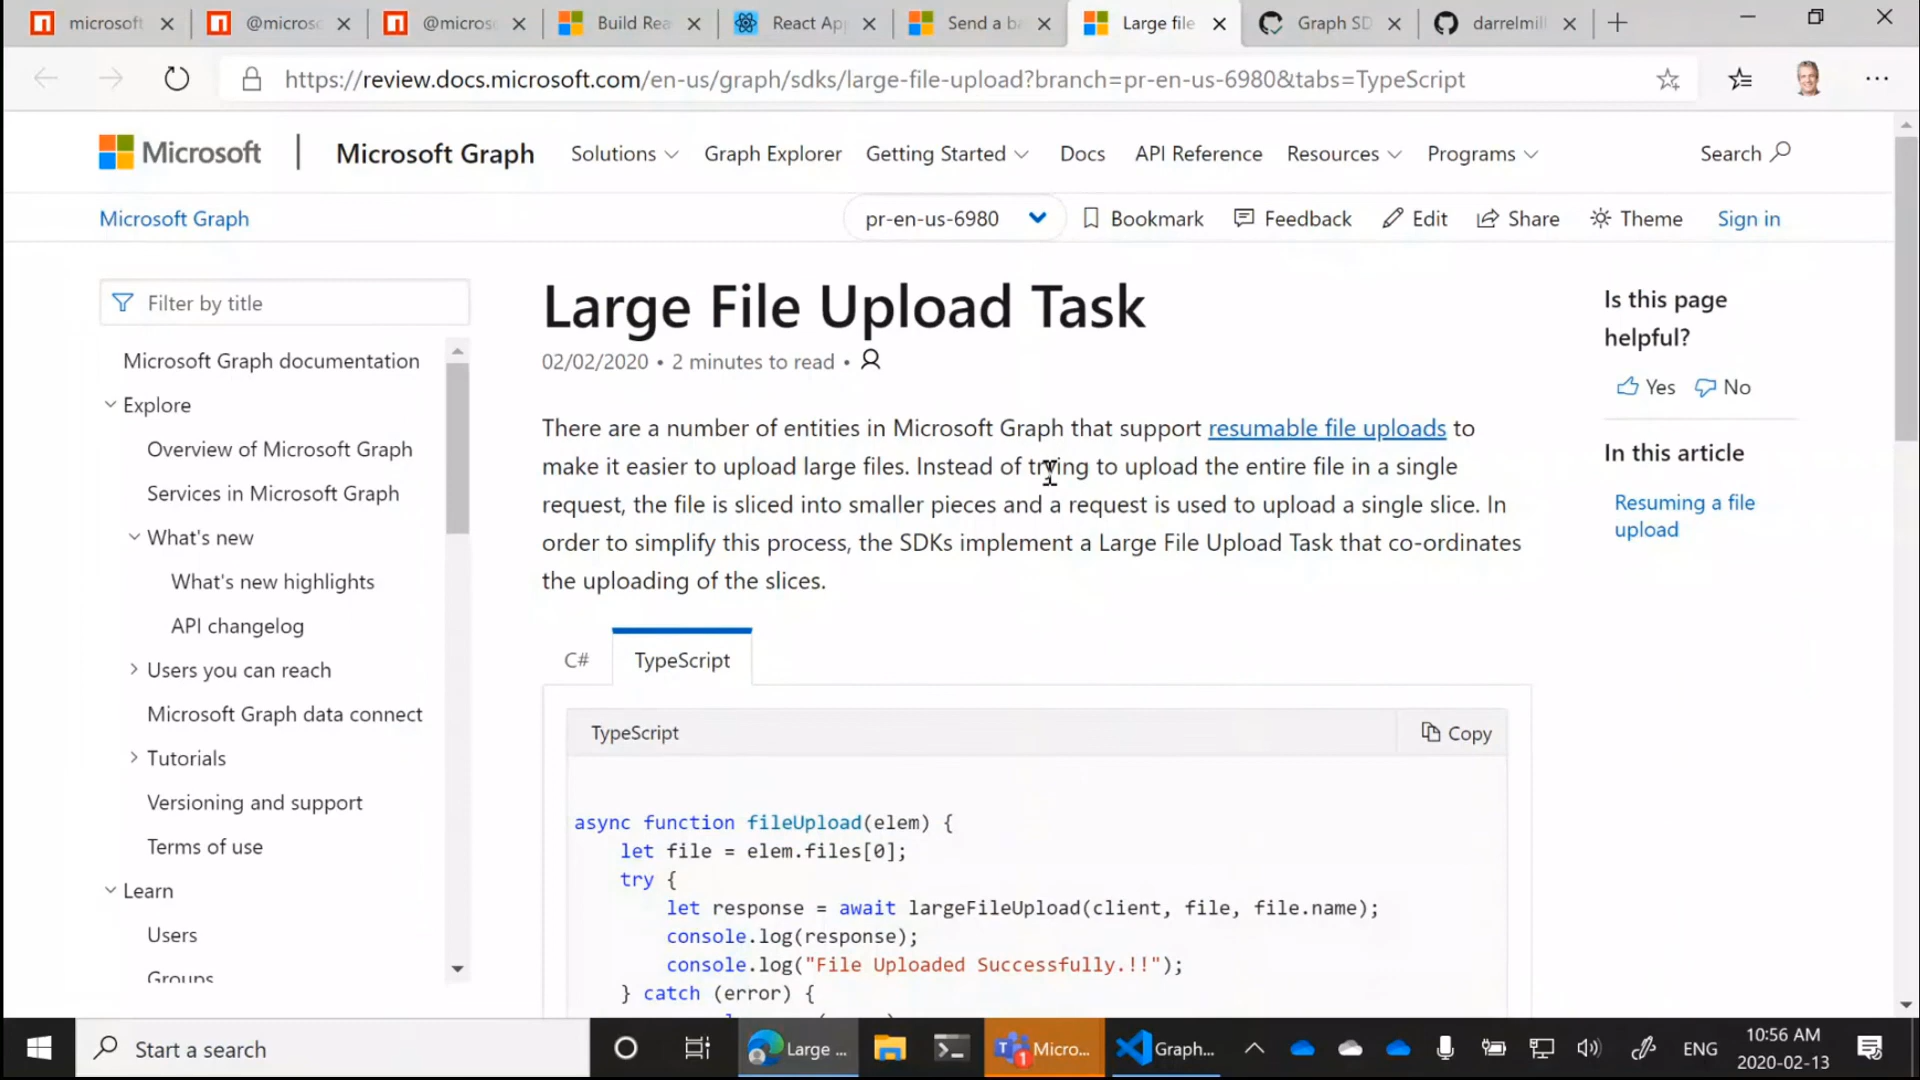 microsoft
@micros
@micros
Build Rea
React App
Send a ba
Large file
Graph SD
darrelmill
https://review.docs.microsoft.com/en-us/graph/sdks/large-file-upload?branch=pr-en-us-6980&tabs=TypeScript
Microsoft
Microsoft Graph
Solutions
Graph Explorer
Getting Started
Docs
API Reference
Resources
Programs
Search
Microsoft Graph
pr-en-us-6980
Bookmark
Feedback
Edit
Share
Theme
Sign in
Filter by title
Microsoft Graph documentation
Explore
Overview of Microsoft Graph
Services in Microsoft Graph
What's new
What's new highlights
API changelog
Users you can reach
Microsoft Graph data connect
Tutorials
Versioning and support
Terms of use
Learn
Users
Groups
Large File Upload Task
02/02/2020 • 2 minutes to read •
There are a number of entities in Microsoft Graph that support resumable file uploads to
make it easier to upload large files. Instead of trying to upload the entire file in a single
request, the file is sliced into smaller pieces and a request is used to upload a single slice. In
order to simplify this process, the SDKs implement a Large File Upload Task that co-ordinates
the uploading of the slices.
C#
TypeScript
TypeScript
Copy
async function fileUpload(elem) {
let file = elem.files[0];
try {
let response = await largeFileUpload(client, file, file.name);
console.log(response);
console.log("File Uploaded Successfully.!!");
} catch (error) {
Is this page
helpful?
Yes
No
In this article
Resuming a file
upload
Start a search
Large ...
1
Micro...
Graph...
ENG
10:56 AM
2020-02-13